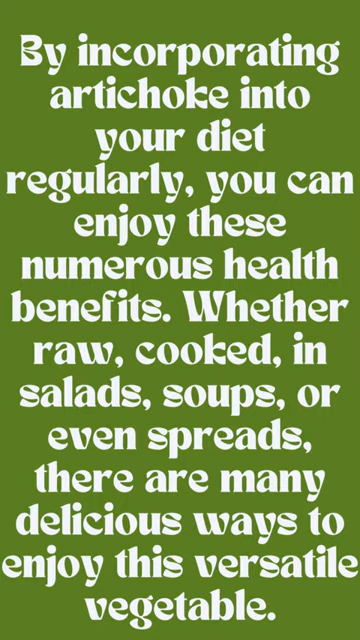 By incorporating
artichoke into
your diet
regularly, you can
enjoy these
numerous health
benefits. Whether
raw, cooked, in
salads, soups, or
even spreads,
there are many
delicious ways to
enjoy this versatile
vegetable.